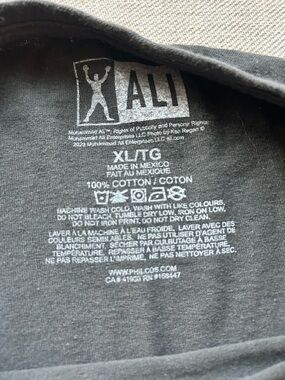 ALI
Muhammad Ali™, Rights of Publicity and Personal Rights:
Muhammad Ali Enterprises LLC Photo by Ken Regan ©
2023 Muhammad Ali Enterprises LLC ali.com
XL/TG
MADE IN MEXICO
FAIT AU MEXIQUE
100% COTTON / COTON
MACHINE WASH COLD, WASH WITH LIKE COLOURS,
DO NOT BLEACH, TUMBLE DRY LOW, IRON ON LOW,
DO NOT IRON PRINT, DO NOT DRY CLEAN.
LAVER À LA MACHINE À L'EAU FROIDE, LAVER AVEC DES
COULEURS SEMBLABLES. NE PAS UTILISER D'AGENT DE
BLANCHIMENT, SÉCHER PAR CULBUTAGE À BASSE
TEMPÉRATURE, REPASSER À BASSE TEMPÉRATURE,
NE PAS REPASSER L'IMPRIMÉ, NE PAS NETTOYER À SEC.
WWW.PHILCOS.COM
CA# 41903 RN #156447